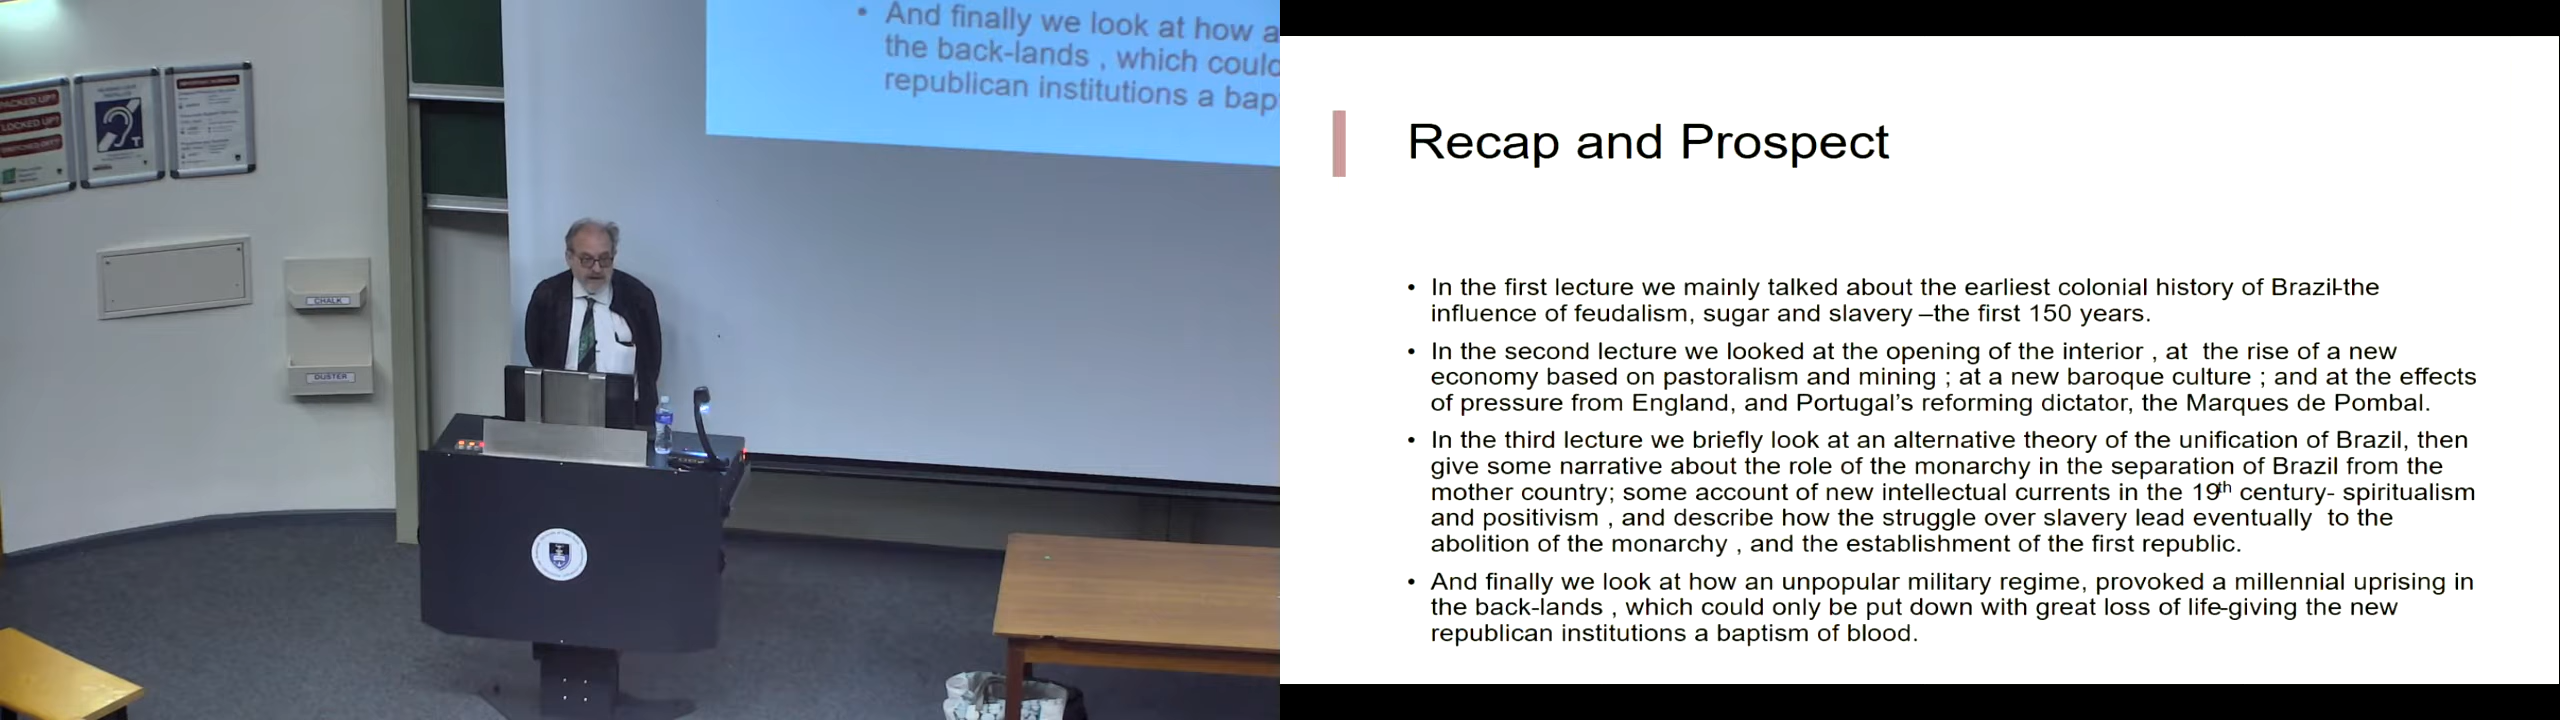 And finally we look at how a
the back-lands , which could
republican institutions a bap
PACKED UP?
LOCKED UP?
CHALK
DUSTER
Recap and Prospect
• In the first lecture we mainly talked about the earliest colonial history of Brazil-the
influence of feudalism, sugar and slavery –the first 150 years.
• In the second lecture we looked at the opening of the interior , at the rise of a new
economy based on pastoralism and mining ; at a new baroque culture ; and at the effects
of pressure from England, and Portugal’s reforming dictator, the Marques de Pombal.
• In the third lecture we briefly look at an alternative theory of the unification of Brazil, then
give some narrative about the role of the monarchy in the separation of Brazil from the
mother country; some account of new intellectual currents in the 19th century- spiritualism
and positivism , and describe how the struggle over slavery lead eventually to the
abolition of the monarchy , and the establishment of the first republic.
• And finally we look at how an unpopular military regime, provoked a millennial uprising in
the back-lands , which could only be put down with great loss of life-giving the new
republican institutions a baptism of blood.